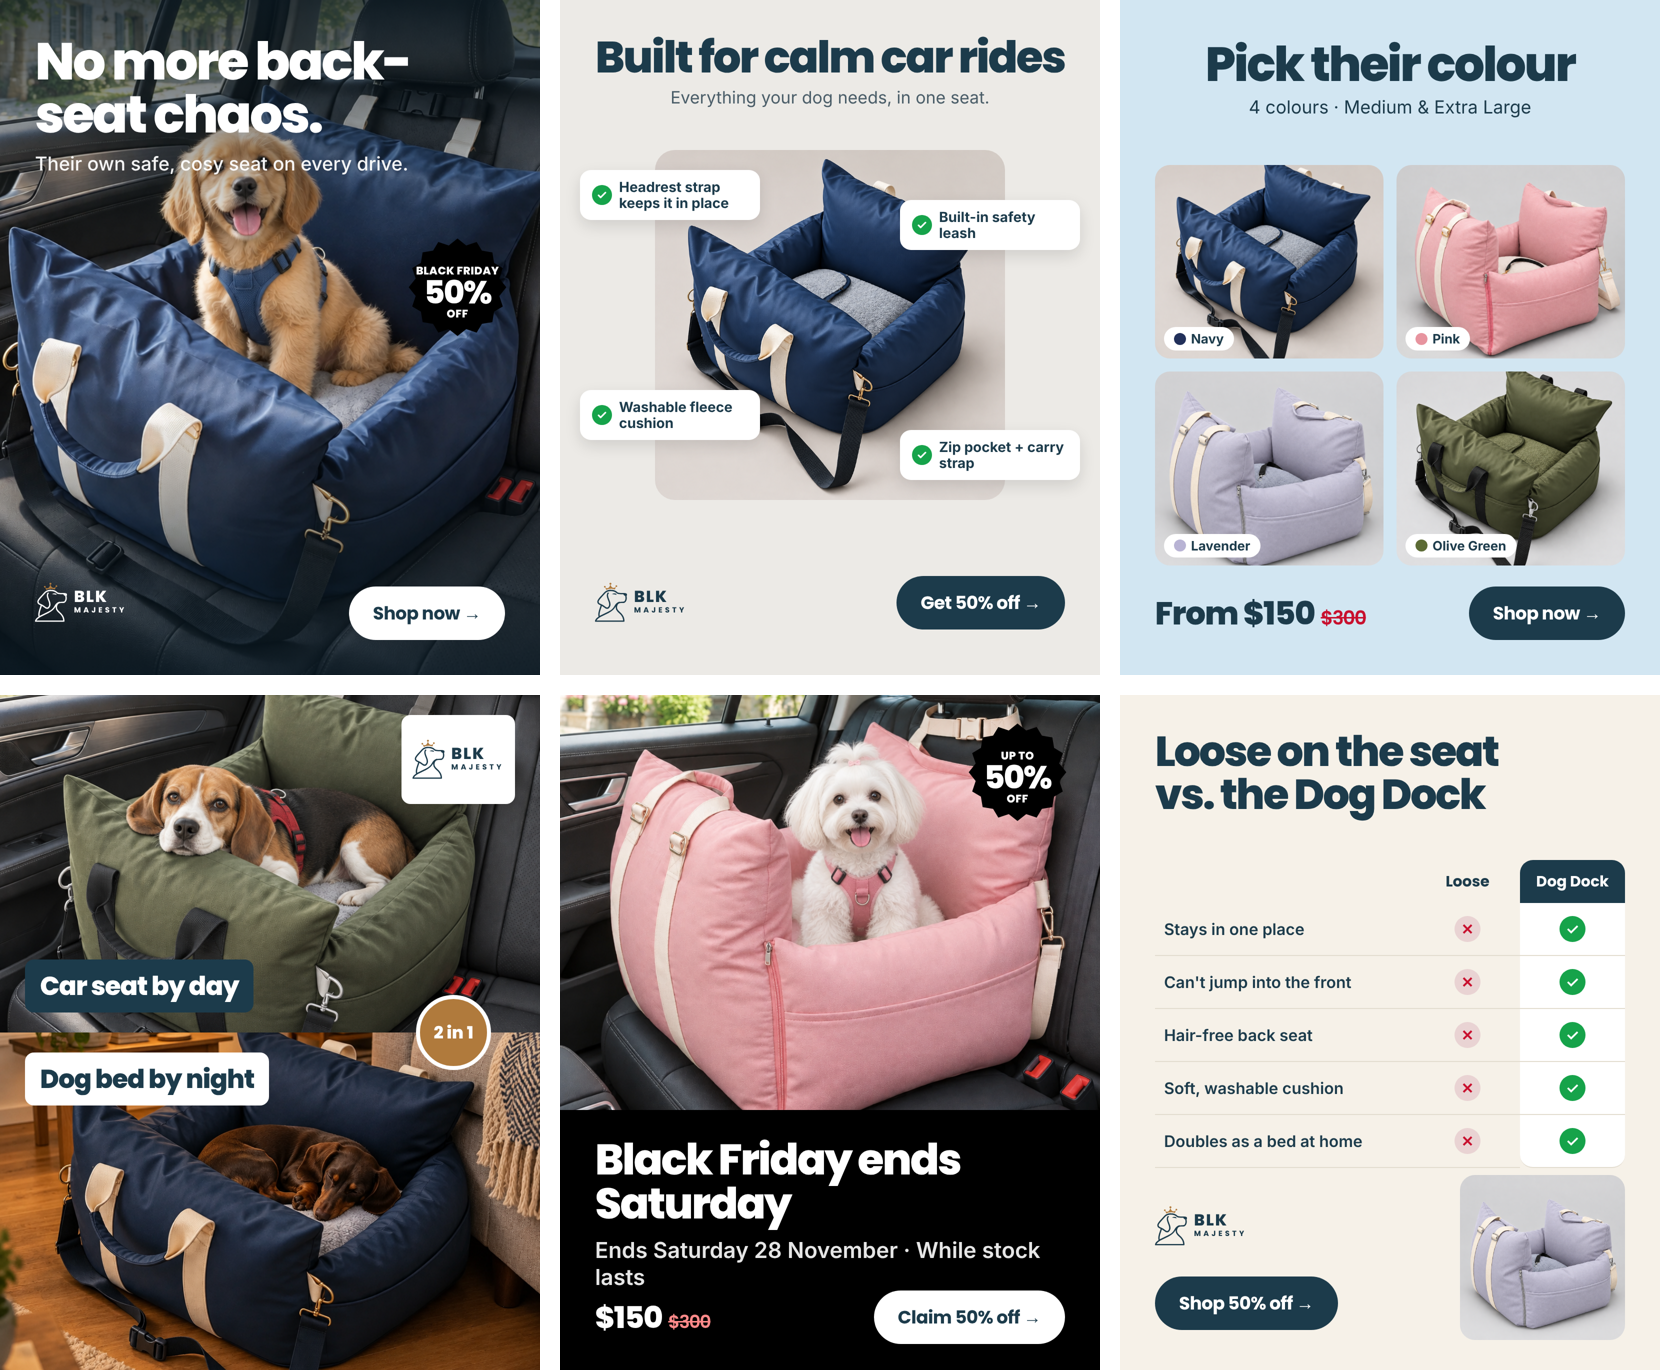 No more back-
seat chaos.
Their own safe, cosy seat on every drive.
BLACK FRIDAY
50%
OFF
BLK
MAJESTY
Shop now →
Built for calm car rides
Everything your dog needs, in one seat.
Headrest strap
keeps it in place
Built-in safety
leash
Washable fleece
cushion
Zip pocket + carry
strap
BLK
MAJESTY
Get 50% off →
Pick their colour
4 colours · Medium & Extra Large
Navy
Pink
Lavender
Olive Green
From $150 $300
Shop now →
BLK
MAJESTY
Car seat by day
2 in 1
Dog bed by night
UP TO
50%
OFF
Black Friday ends
Saturday
Ends Saturday 28 November · While stock
lasts
$150 $300
Claim 50% off →
Loose on the seat
vs. the Dog Dock
Loose
Dog Dock
Stays in one place
Can't jump into the front
Hair-free back seat
Soft, washable cushion
Doubles as a bed at home
BLK
MAJESTY
Shop 50% off →